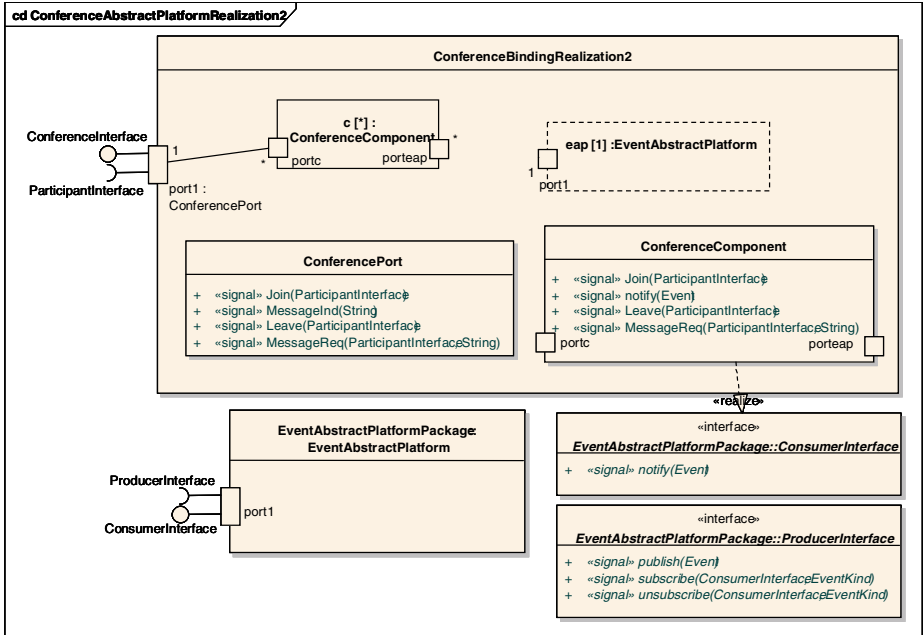 cd ConferenceAbstractPlatformRealization2
ConferenceBindingRealization2
c [*] :
ConferenceComponent
*
portc
*
porteap
eap [1] :EventAbstractPlatform
1
port1
ConferenceInterface
ParticipantInterface
1
port1 :
ConferencePort
ConferencePort
+ «signal» Join(ParticipantInterface)
+ «signal» MessageInd(String)
+ «signal» Leave(ParticipantInterface)
+ «signal» MessageReq(ParticipantInterface,String)
ConferenceComponent
+ «signal» Join(ParticipantInterface)
+ «signal» notify(Event)
+ «signal» Leave(ParticipantInterface)
+ «signal» MessageReq(ParticipantInterface,String)
portc
porteap
«realize»
EventAbstractPlatformPackage:
EventAbstractPlatform
ProducerInterface
ConsumerInterface
port1
«interface»
EventAbstractPlatformPackage::ConsumerInterface
+ «signal» notify(Event)
«interface»
EventAbstractPlatformPackage::ProducerInterface
+ «signal» publish(Event)
+ «signal» subscribe(ConsumerInterface,EventKind)
+ «signal» unsubscribe(ConsumerInterface,EventKind)